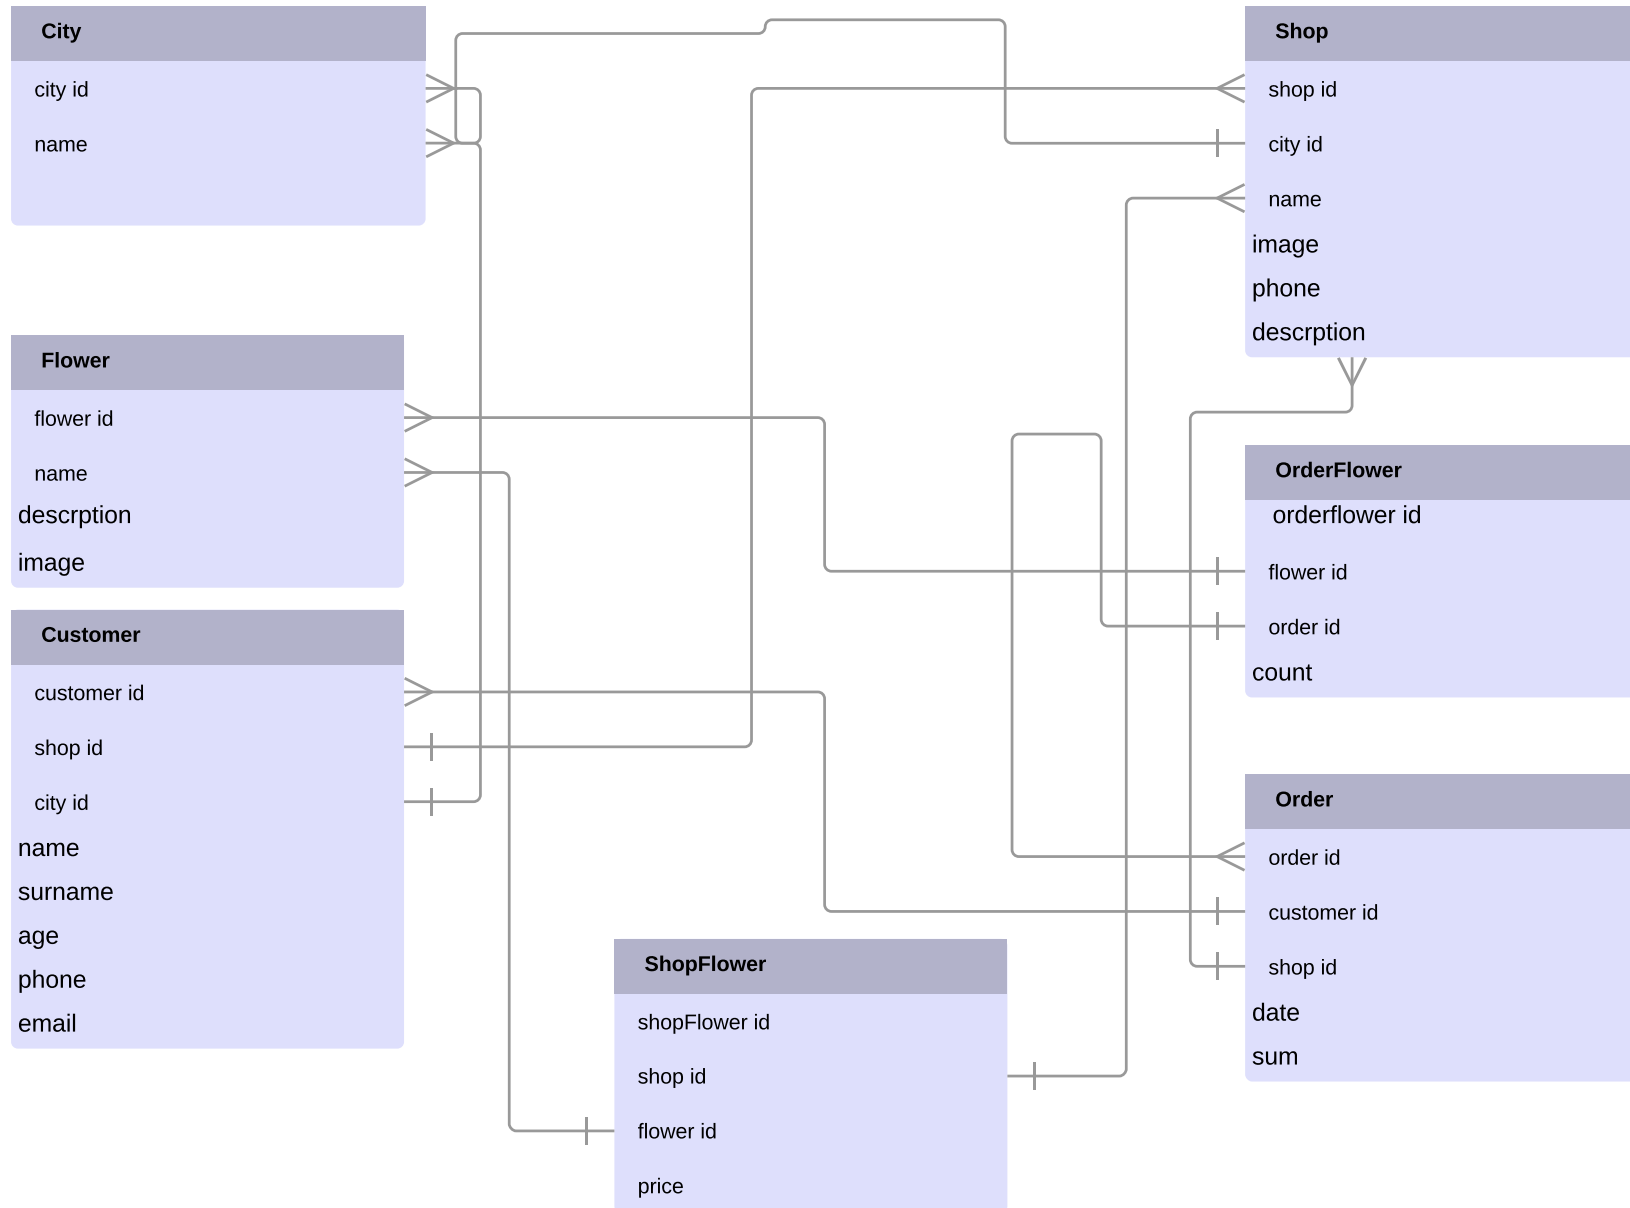 City
city id
name
Flower
flower id
name
descrption
image
Customer
customer id
shop id
city id
name
surname
age
phone
email
ShopFlower
shopFlower id
shop id
flower id
price
Shop
shop id
city id
name
image
phone
descrption
OrderFlower
orderflower id
flower id
order id
count
Order
order id
customer id
shop id
date
sum